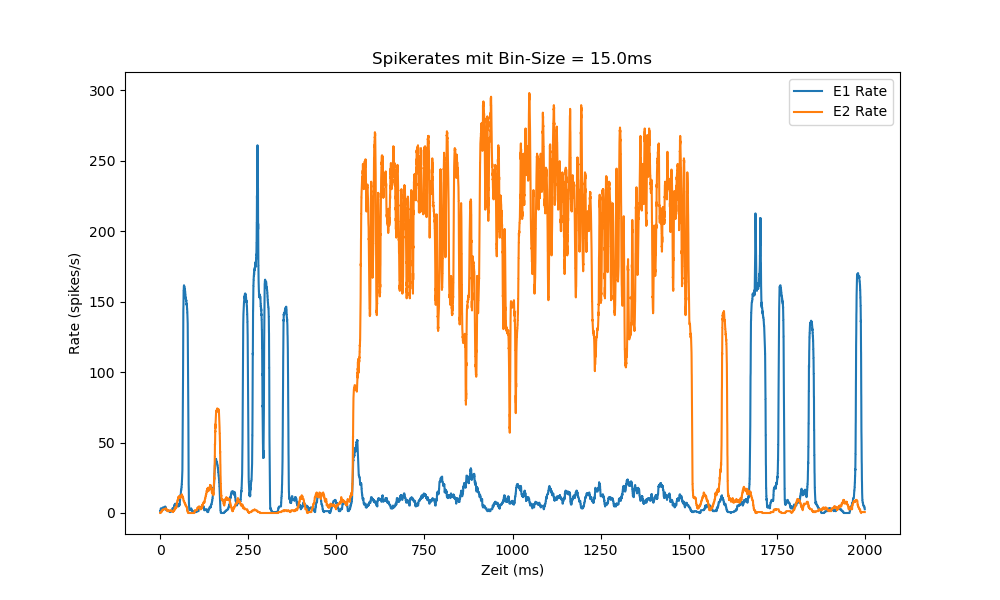 Spikerates mit Bin-Size = 15.0ms
E1 Rate
E2 Rate
Rate (spikes/s)
300
250
200
150
100
50
0
0 250 500 750 1000 1250 1500 1750 2000
Zeit (ms)